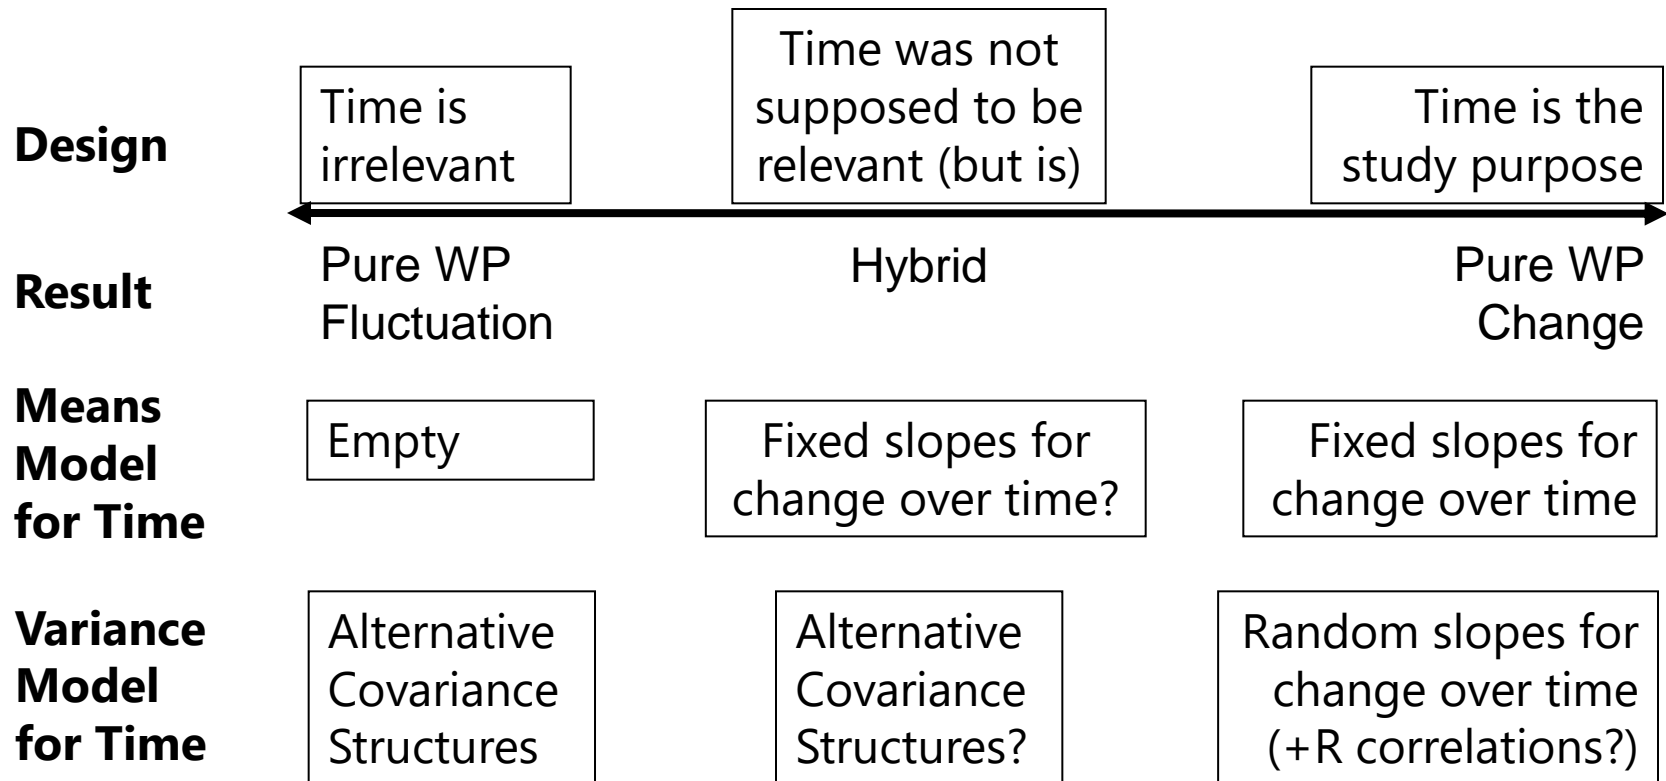 Design
Time is
irrelevant
Time was not
supposed to be
relevant (but is)
Time is the
study purpose
Result
Pure WP
Fluctuation
Hybrid
Pure WP
Change
Means
Model
for Time
Empty
Fixed slopes for
change over time?
Fixed slopes for
change over time
Variance
Model
for Time
Alternative
Covariance
Structures
Alternative
Covariance
Structures?
Random slopes for
change over time
(+R correlations?)